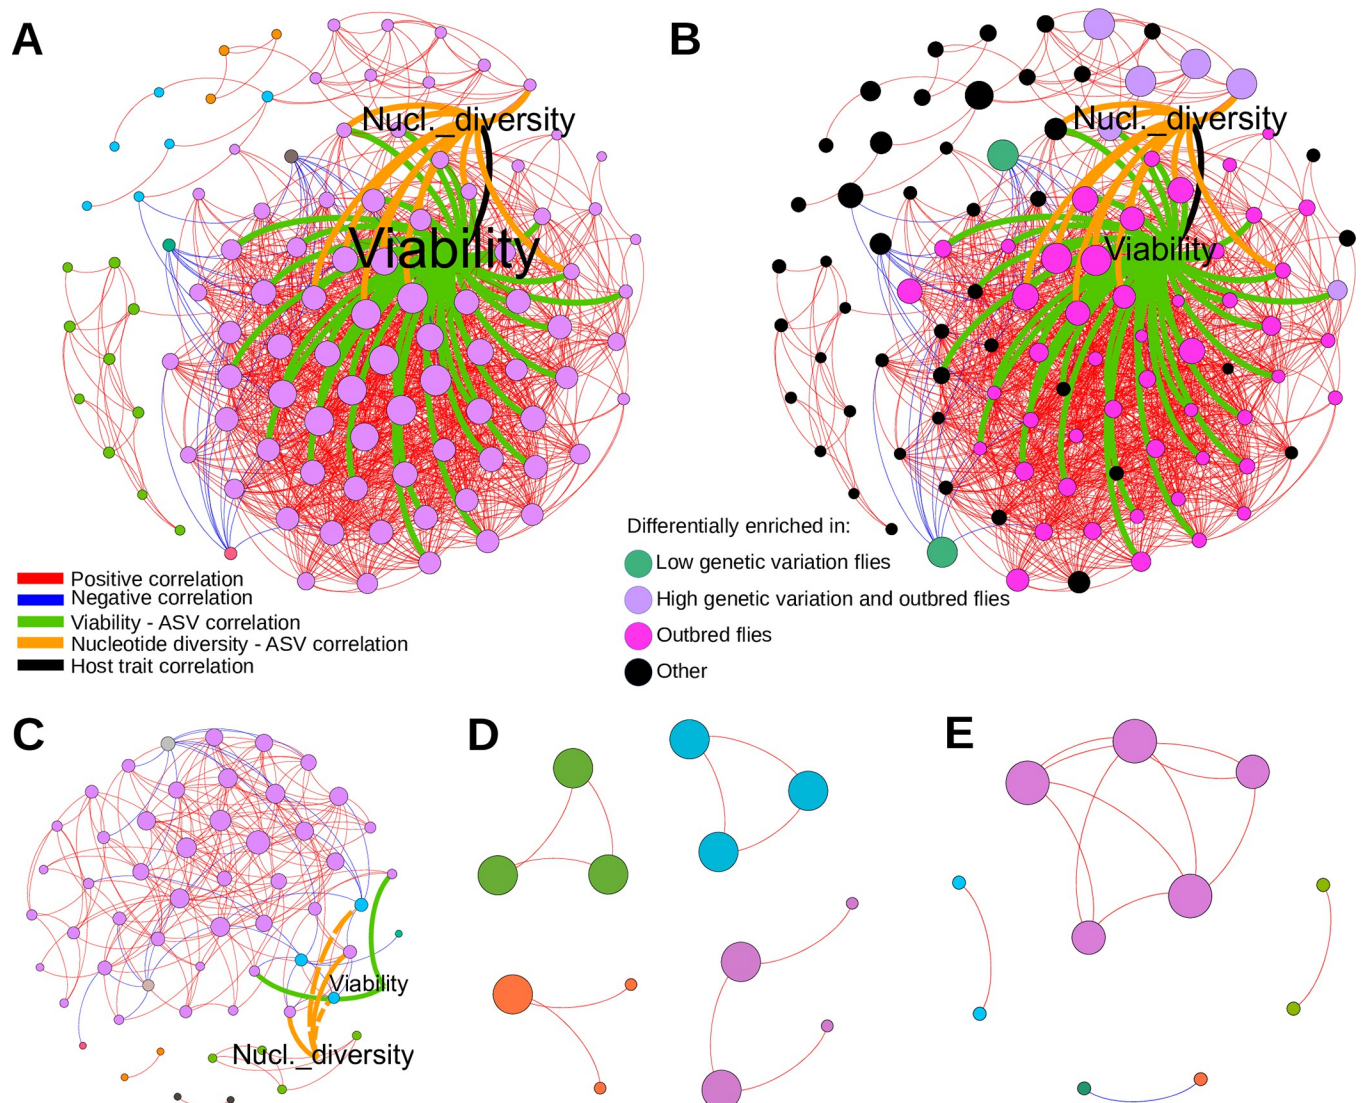 A
B
Nucl._diversity
Nucl._diversity
Viability
Viability
Positive correlation
Negative correlation
Viability - ASV correlation
Nucleotide diversity - ASV correlation
Host trait correlation
Differentially enriched in:
Low genetic variation flies
High genetic variation and outbred flies
Outbred flies
Other
C
D
E
Viability
Nucl._diversity